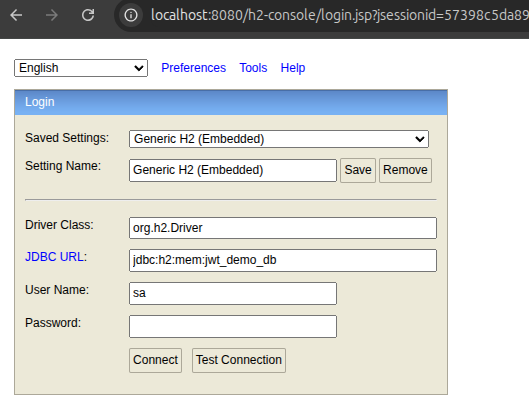 localhost:8080/h2-console/login.jsp?jsessionid=57398c5da89
English Preferences Tools Help
Login
Saved Settings: Generic H2 (Embedded)
Setting Name: Generic H2 (Embedded) Save Remove
Driver Class: org.h2.Driver
JDBC URL: jdbc:h2:mem:jwt_demo_db
User Name: sa
Password:
Connect Test Connection